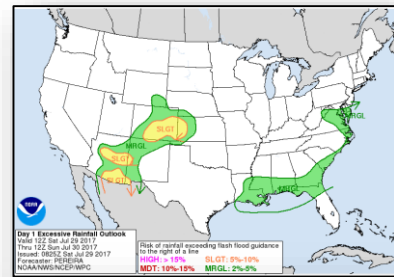 MRGL
SLGT
MRGL
SLGT
SLGT
MRGL
noaa
Day 1 Excessive Rainfall Outlook
Valid 12Z Sat Jul 29 2017
Thru 12Z Sun Jul 30 2017
Issued: 0825Z Sat Jul 29 2017
Forecaster: PEREIRA
NOAA/NWS/NCEP/WPC
Risk of rainfall exceeding flash flood guidance
to the right of a line
HIGH: > 15% SLGT: 5%-10%
MDT: 10%-15% MRGL: 2%-5%